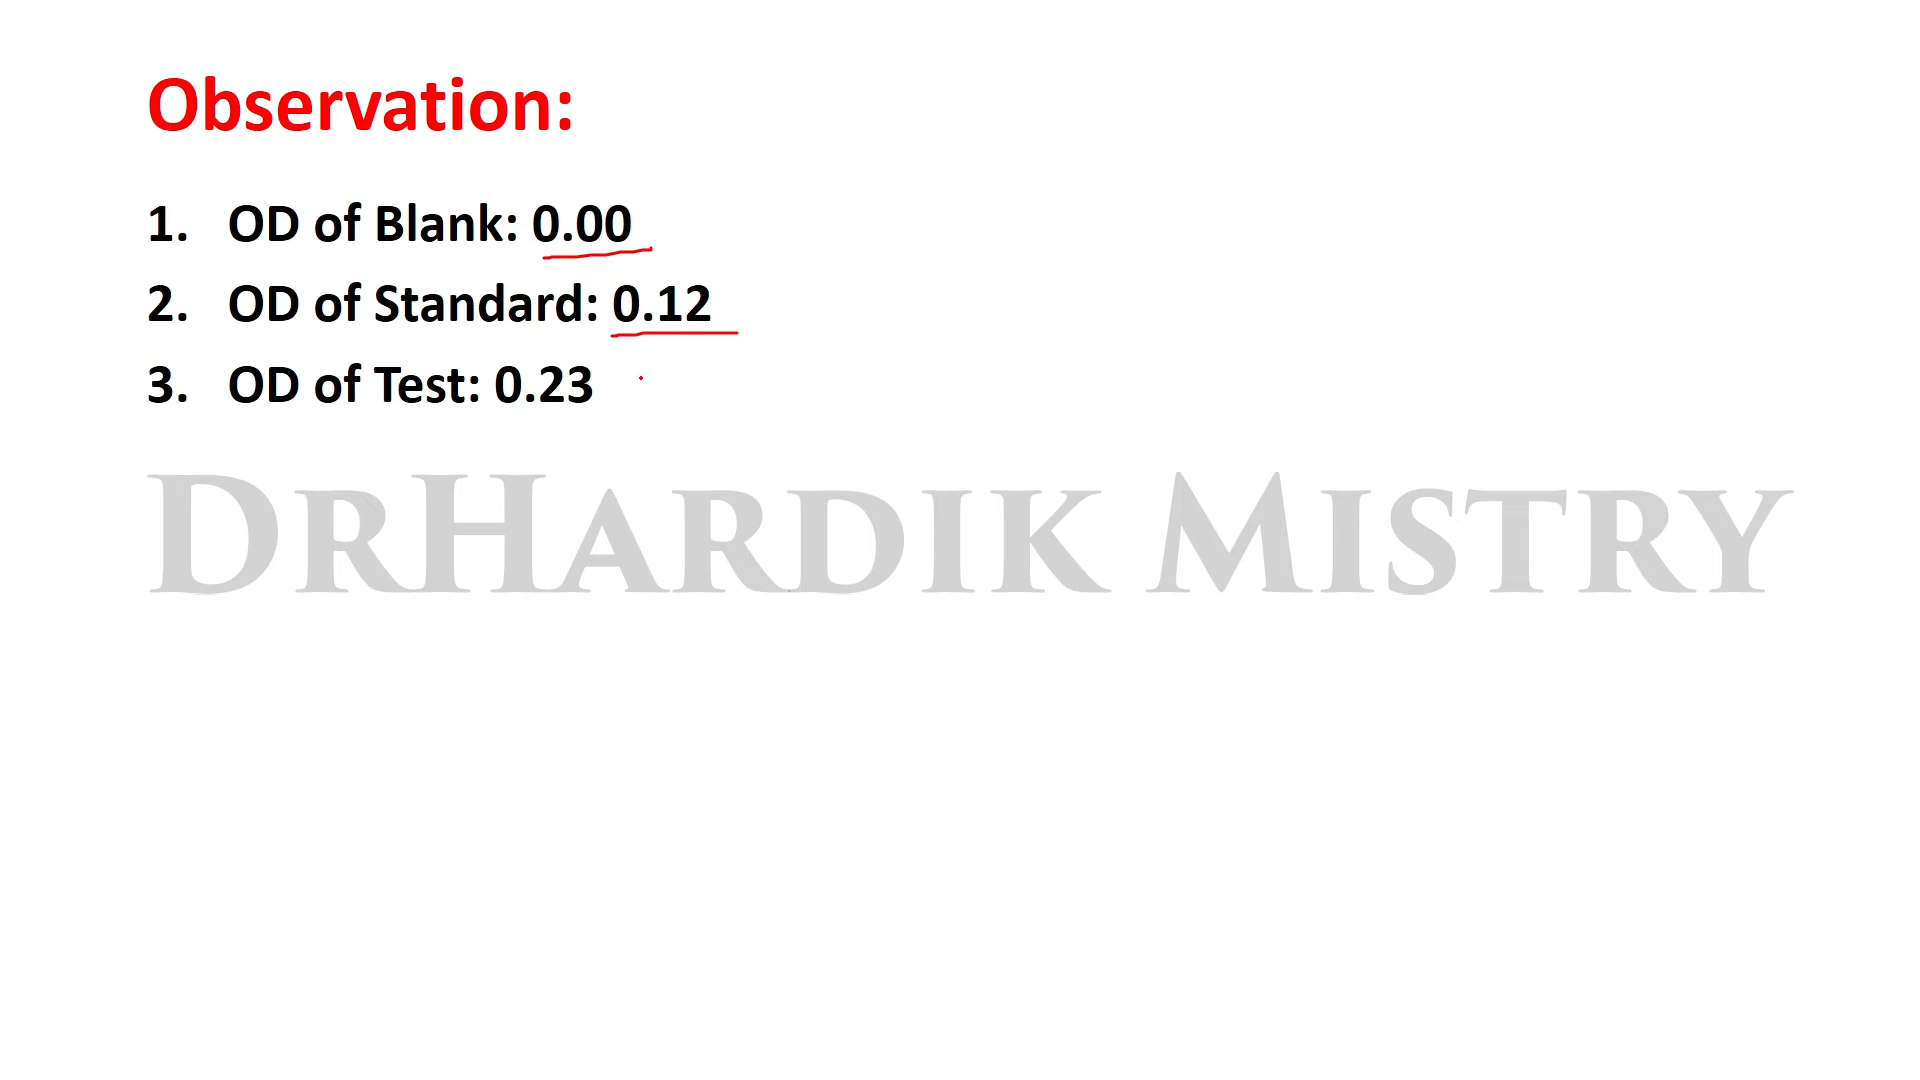 Observation:
1. OD of Blank: 0.00
2. OD of Standard: 0.12
3. OD of Test: 0.23
DRHARDIK MISTRY